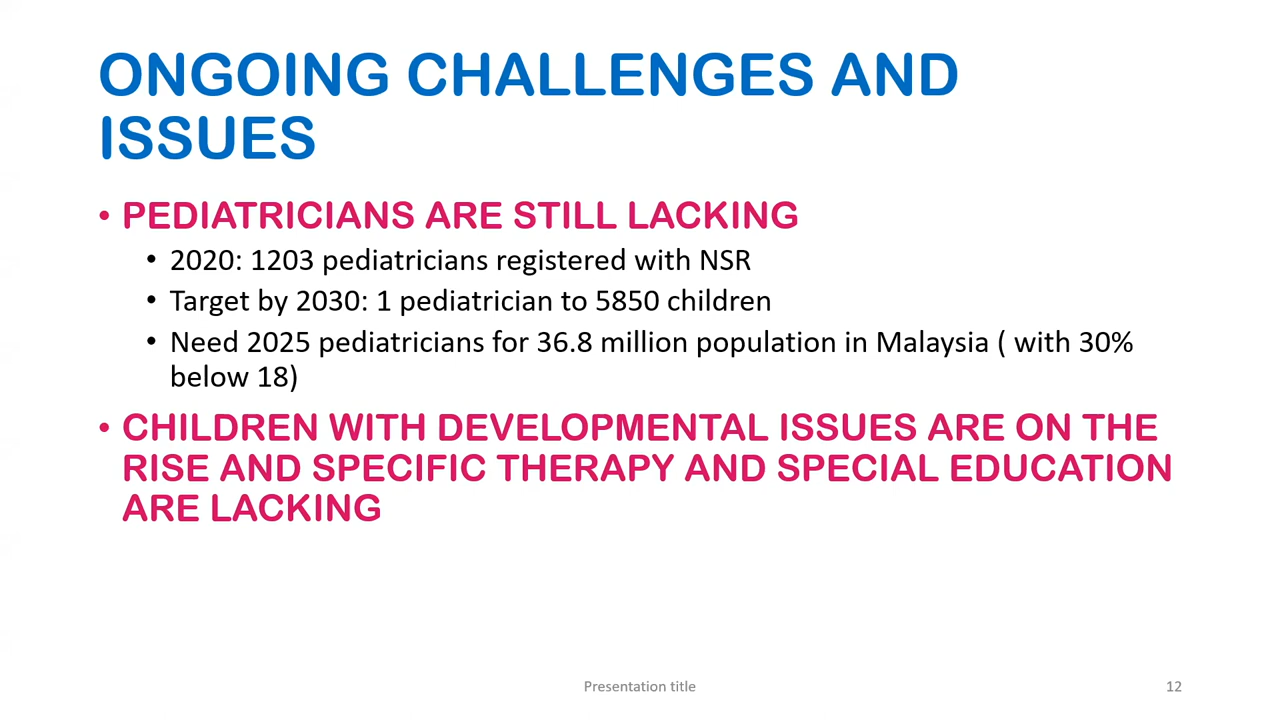 ONGOING CHALLENGES AND
ISSUES
• PEDIATRICIANS ARE STILL LACKING
• 2020: 1203 pediatricians registered with NSR
• Target by 2030: 1 pediatrician to 5850 children
• Need 2025 pediatricians for 36.8 million population in Malaysia ( with 30%
below 18)
• CHILDREN WITH DEVELOPMENTAL ISSUES ARE ON THE
RISE AND SPECIFIC THERAPY AND SPECIAL EDUCATION
ARE LACKING
Presentation title
12